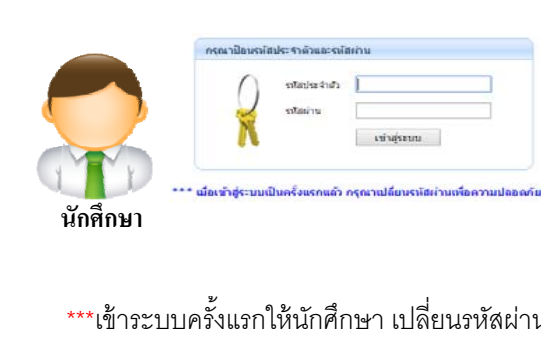 กรุณาป้อนรหัสประจำตัวและรหัสผ่าน
รหัสประจำตัว
รหัสผ่าน
เข้าสู่ระบบ
*** เมื่อเข้าสู่ระบบเป็นครั้งแรกแล้ว กรุณาเปลี่ยนรหัสผ่านเพื่อความปลอดภัย
นักศึกษา
***เข้าระบบครั้งแรกให้นักศึกษา เปลี่ยนรหัสผ่าน